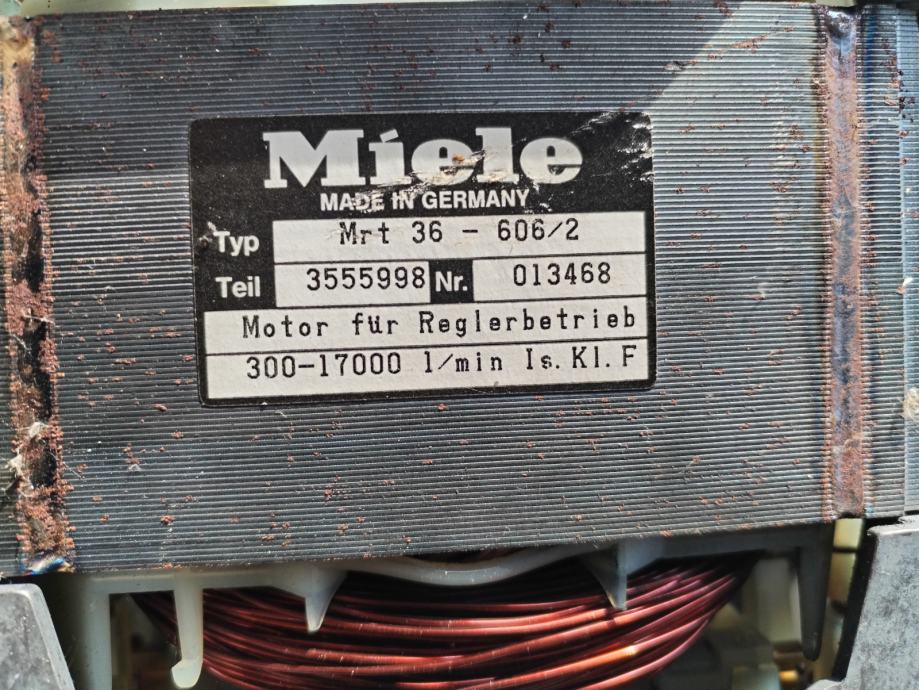 Miele
MADE IN GERMANY
Typ Mrt 36 - 606/2
Teil 3555998 Nr. 013468
Motor für Reglerbetrieb
300-17000 1/min Is. Kl. F